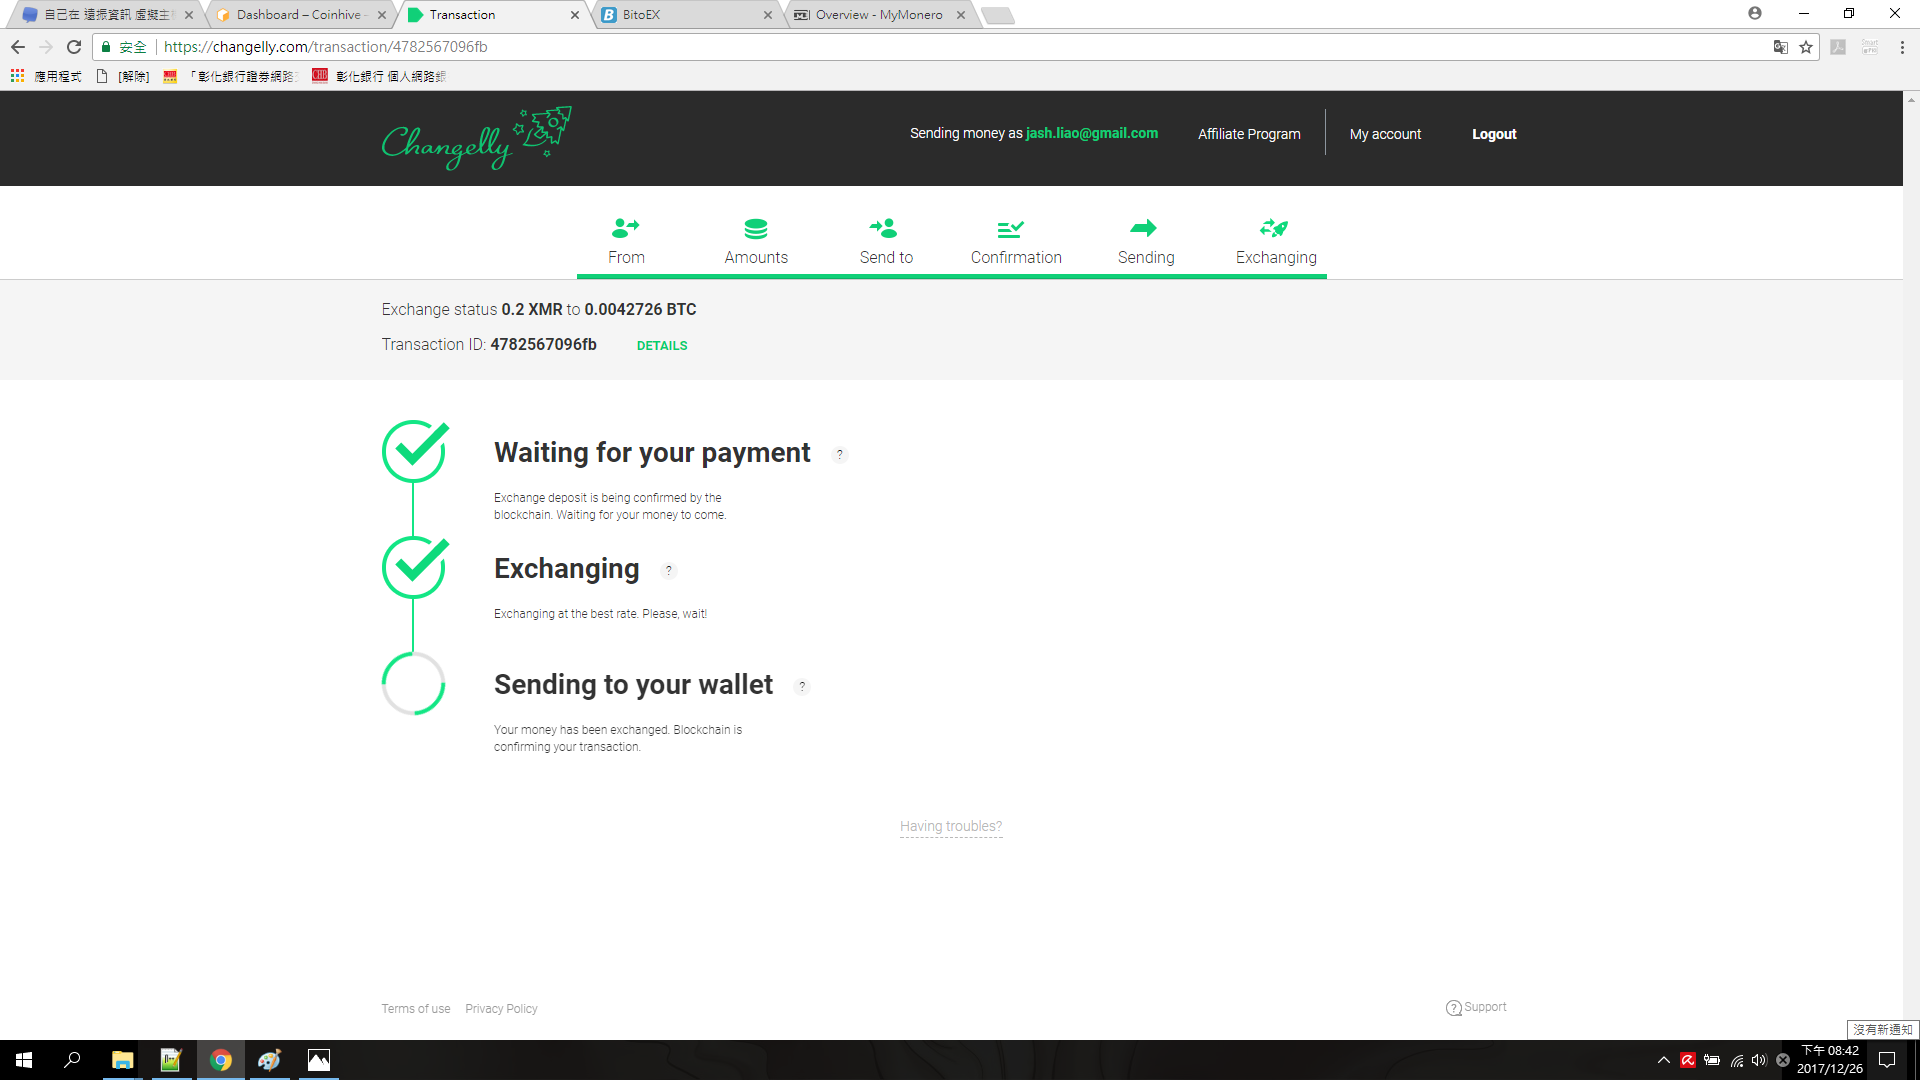 自己在 遠振資訊 虛擬主
Dashboard – Coinhive -
Transaction
BitoEX
Overview - MyMonero
安全
https://changelly.com/transaction/4782567096fb
應用程式
[解除]
「彰化銀行證券網路
彰化銀行 個人網路銀
Changelly
Sending money as jash.liao@gmail.com
Affiliate Program
My account
Logout
From
Amounts
Send to
Confirmation
Sending
Exchanging
Exchange status 0.2 XMR to 0.0042726 BTC
Transaction ID: 4782567096fb
DETAILS
Waiting for your payment ?
Exchange deposit is being confirmed by the
blockchain. Waiting for your money to come.
Exchanging ?
Exchanging at the best rate. Please, wait!
Sending to your wallet ?
Your money has been exchanged. Blockchain is
confirming your transaction.
Having troubles?
Terms of use
Privacy Policy
? Support
沒有新通知
下午 08:42
2017/12/26